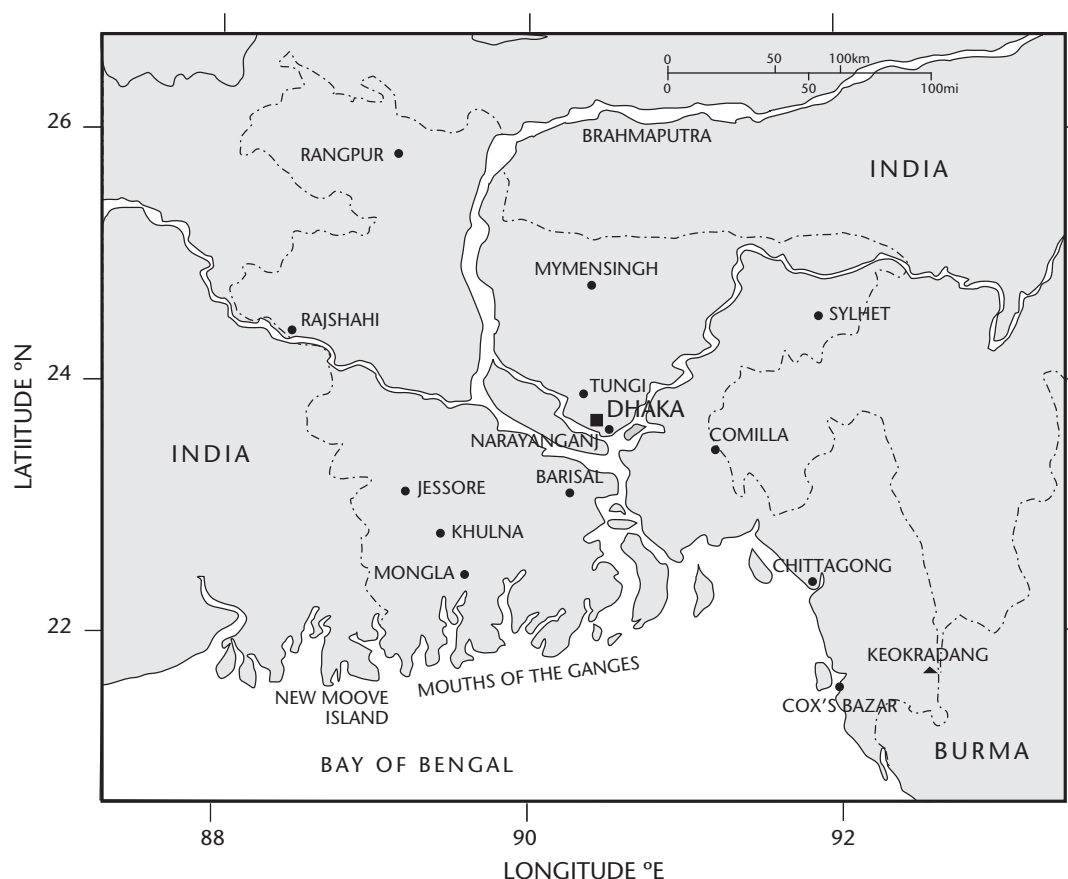 0 50 100km
0 50 100mi
26
BRAHMAPUTRA
RANGPUR
INDIA
MYMENSINGH
RAJSHAHI
SYLHET
24
TUNGI
DHAKA
NARAYANGANJ
COMILLA
INDIA
BARISAL
JESSORE
KHULNA
MONGLA
CHITTAGONG
22
KEOKRADANG
MOUTHS OF THE GANGES
NEW MOOVE
ISLAND
COX'S BAZAR
BURMA
BAY OF BENGAL
88 90 92
LONGITUDE ºE
LATIITUDE ºN